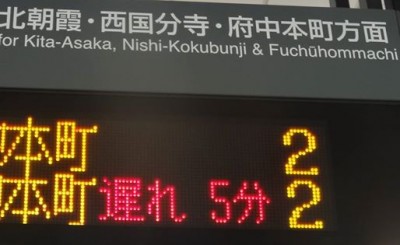 北朝霞・西国分寺・府中本町方面
for Kita-Asaka, Nishi-Kokubunji & Fuchūhommachi
本町 2
本町 遅れ 5分 2